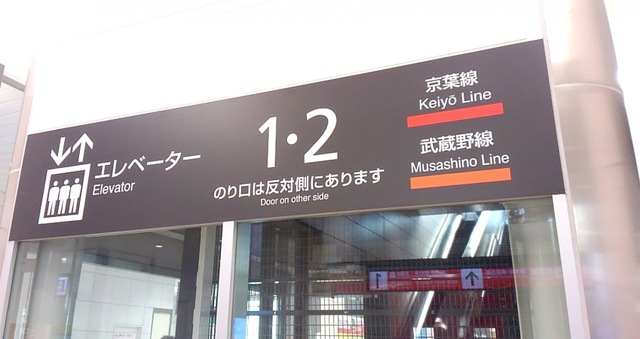 エレベーター
Elevator
1・2
のり口は反対側にあります
Door on other side
京葉線
Keiyō Line
武蔵野線
Musashino Line
1